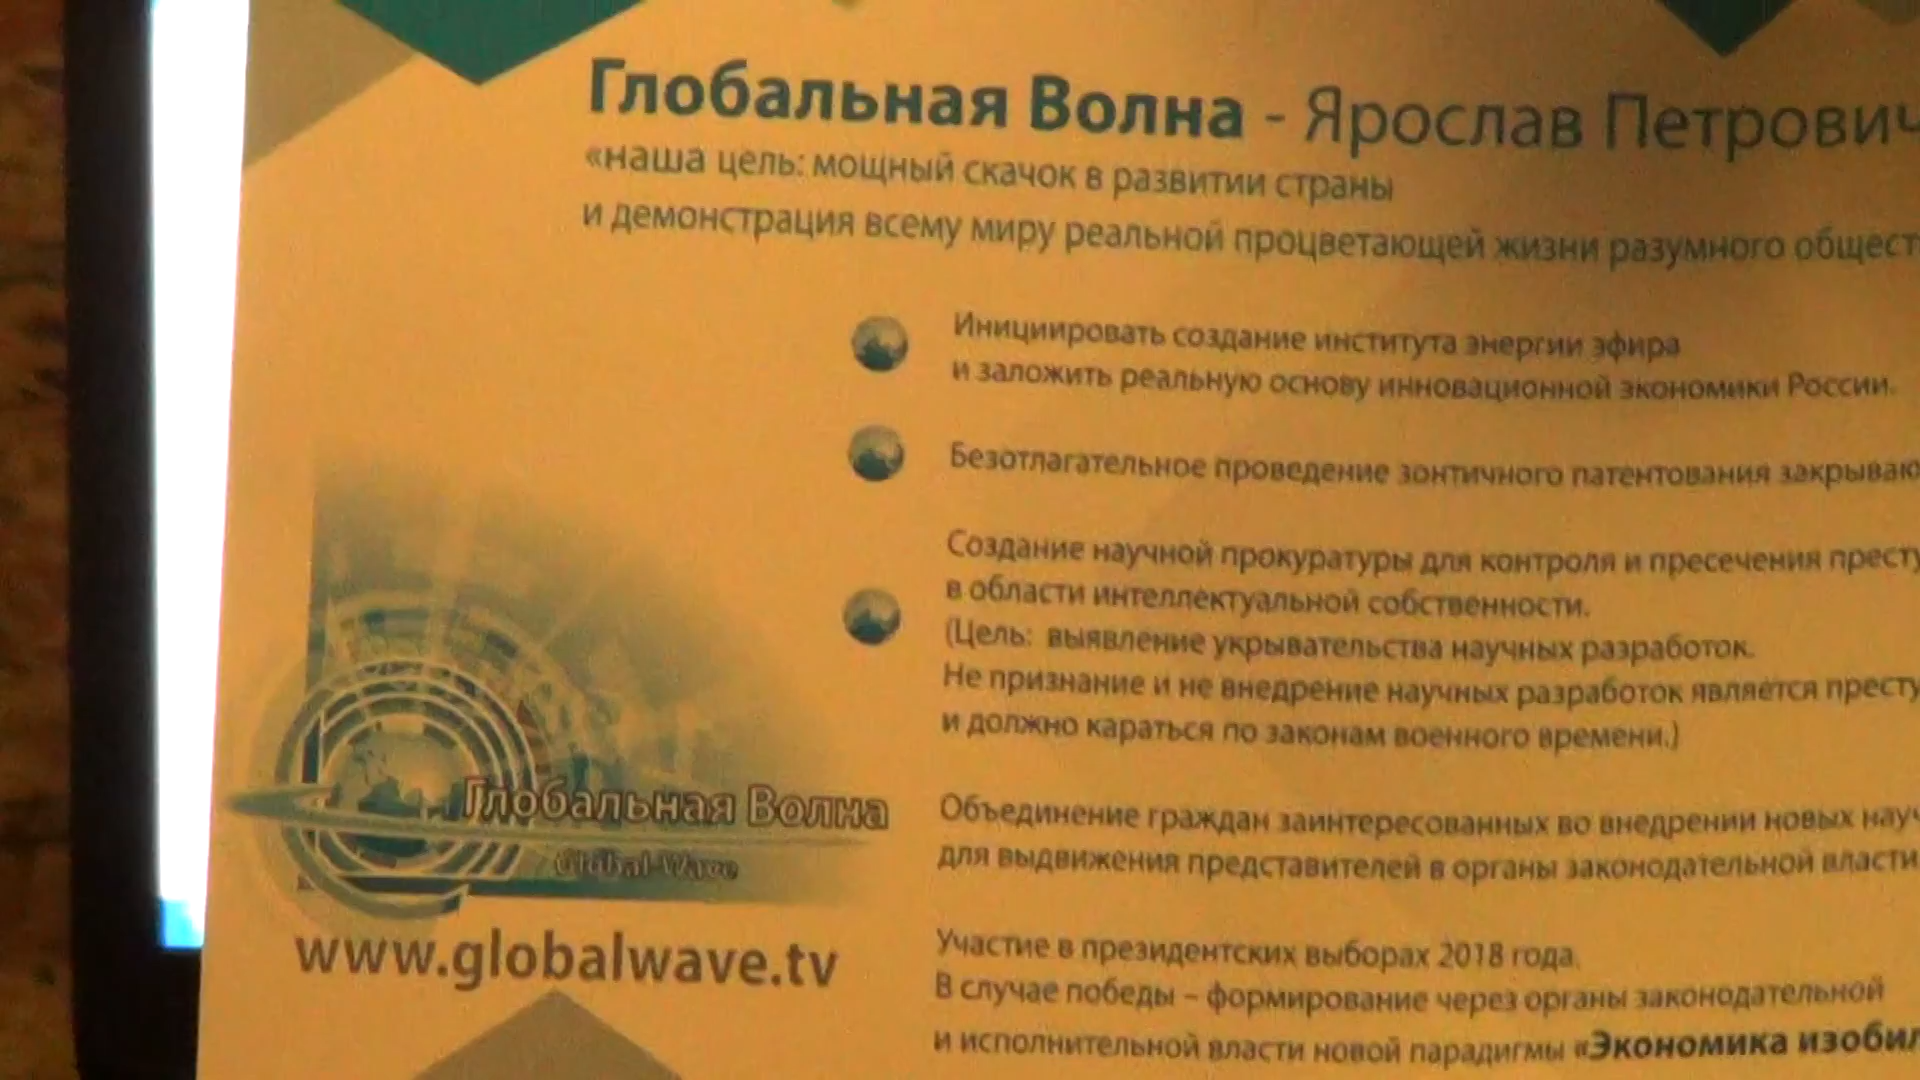 Глобальная Волна - Ярослав Петрович
«наша цель: мощный скачок в развитии страны
и демонстрация всему миру реальной процветающей жизни разумного общест
Инициировать создание института энергии эфира
и заложить реальную основу инновационной экономики России.
Безотлагательное проведение зонтичного патентования закрываю
Создание научной прокуратуры для контроля и пресечения престу
в области интеллектуальной собственности.
(Цель: выявление укрывательства научных разработок.
Не признание и не внедрение научных разработок является престу
и должно караться по законам военного времени.)
Объединение граждан заинтересованных во внедрении новых науч
для выдвижения представителей в органы законодательной власти
Участие в президентских выборах 2018 года.
В случае победы – формирование через органы законодательной
и исполнительной власти новой парадигмы «Экономика изобил
Глобальная Волна
Global Wave
www.globalwave.tv